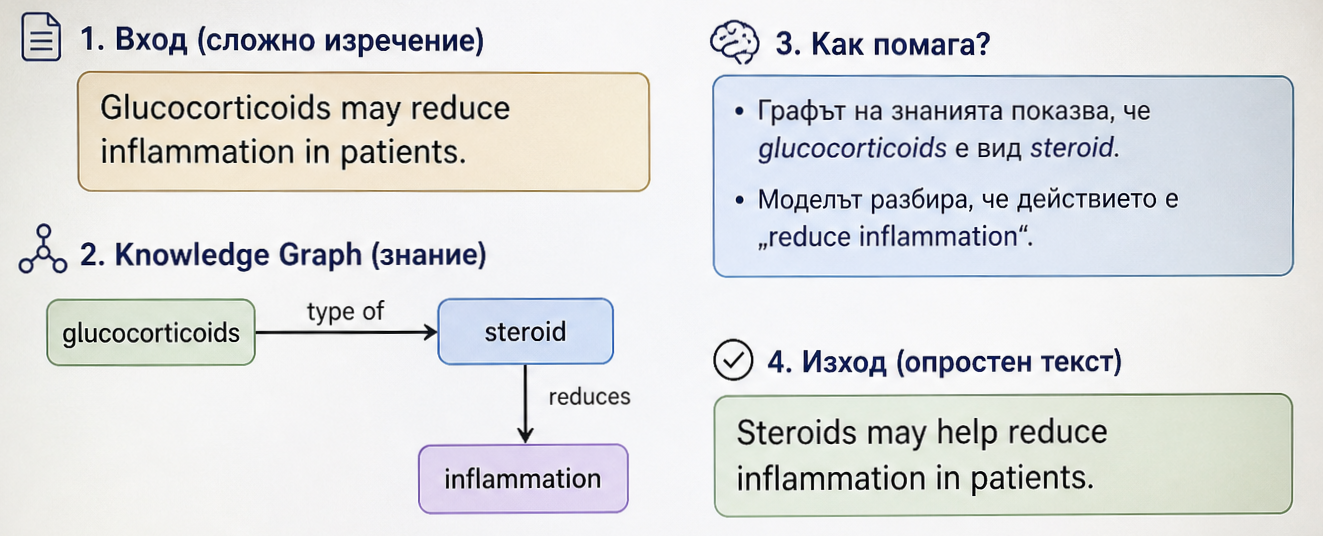 1. Вход (сложно изречение)
Glucocorticoids may reduce
inflammation in patients.
2. Knowledge Graph (знание)
glucocorticoids
type of
steroid
reduces
inflammation
3. Как помага?
• Графът на знанията показва, че
glucocorticoids е вид steroid.
• Моделът разбира, че действието е
„reduce inflammation“.
4. Изход (опростен текст)
Steroids may help reduce
inflammation in patients.